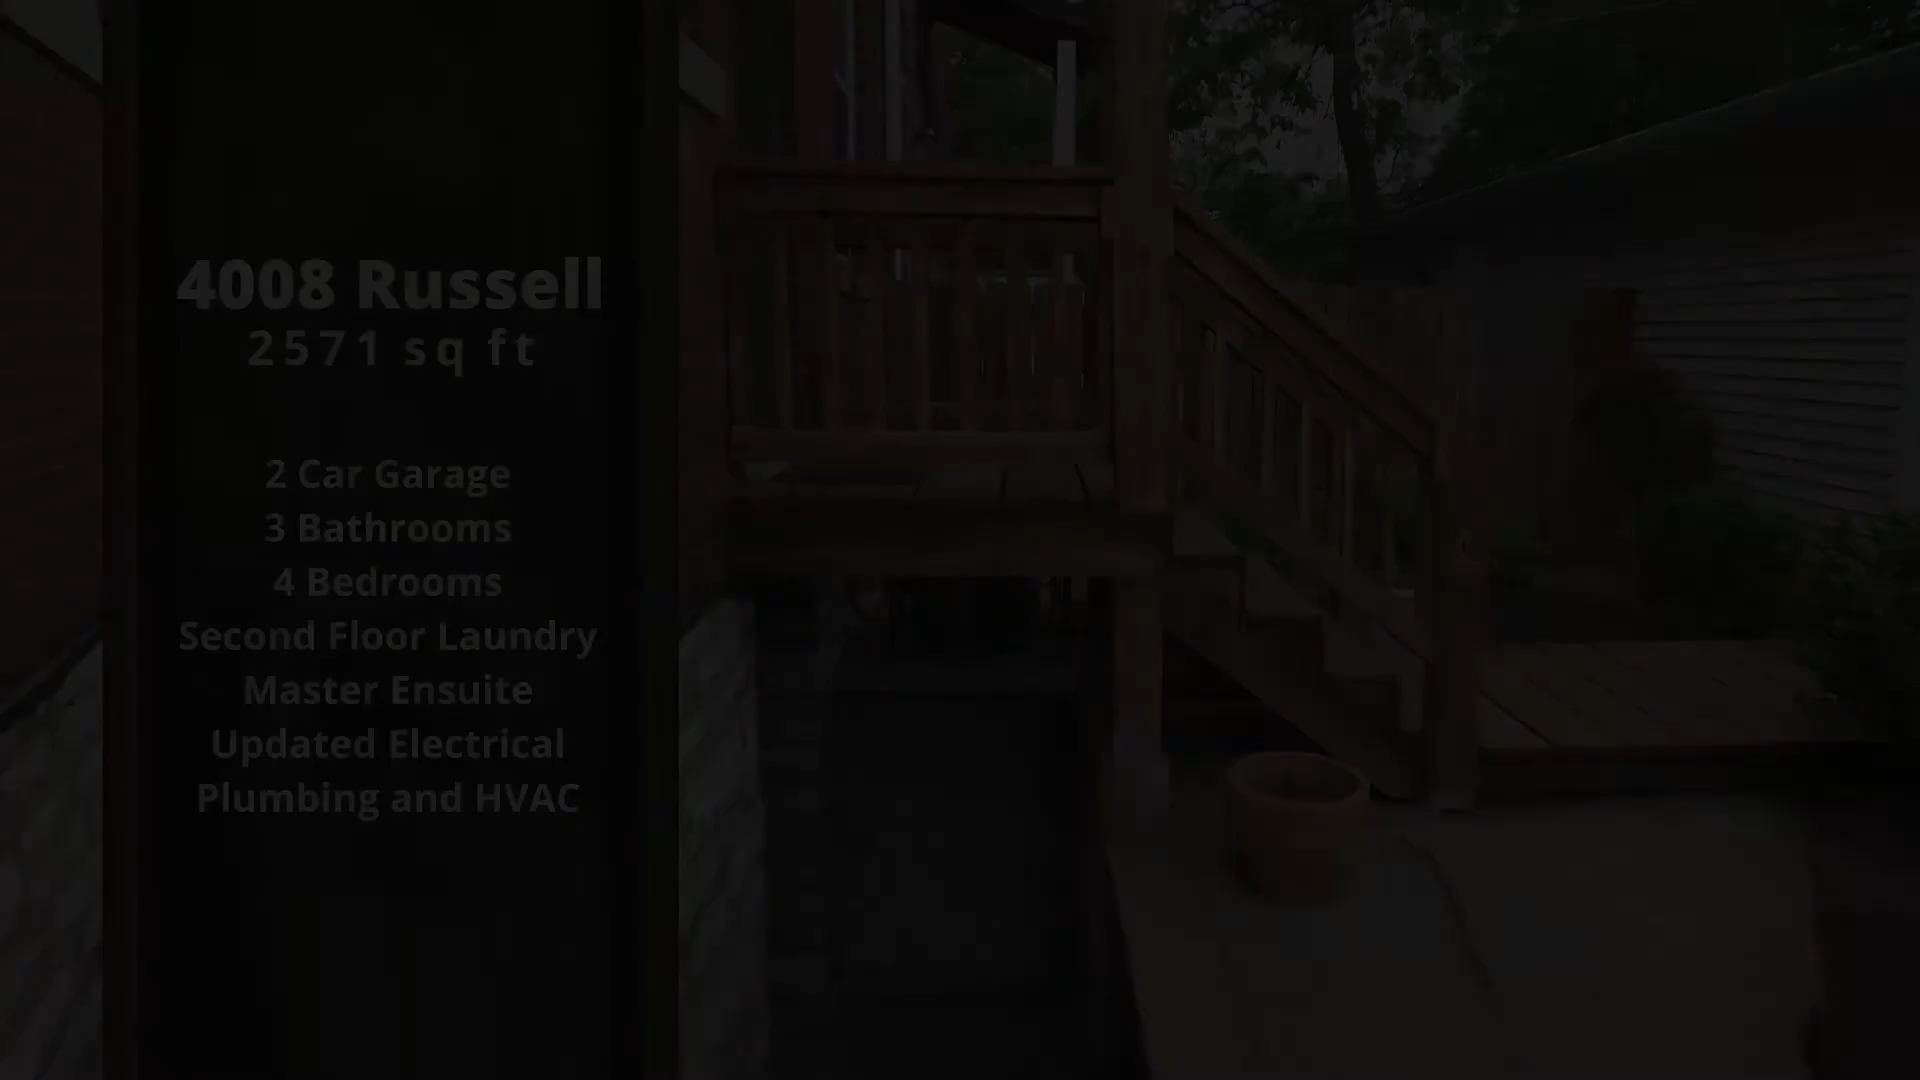 4008 Russell
2571 sq ft
2 Car Garage
3 Bathrooms
4 Bedrooms
Second Floor Laundry
Master Ensuite
Updated Electrical
Plumbing and HVAC